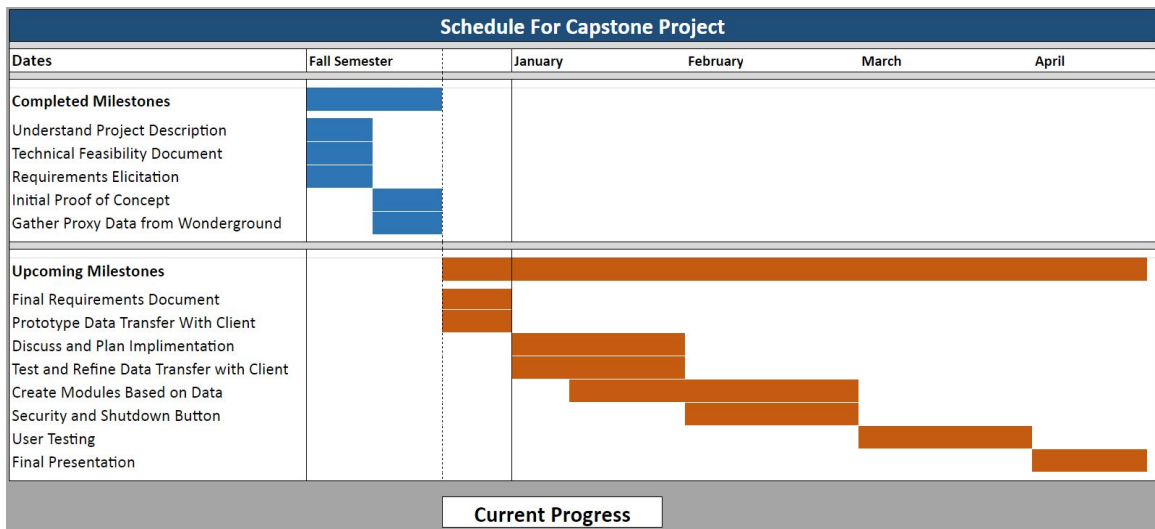 Schedule For Capstone Project
Dates Fall Semester January February March April
Completed Milestones
Understand Project Description
Technical Feasibility Document
Requirements Elicitation
Initial Proof of Concept
Gather Proxy Data from Wonderground
Upcoming Milestones
Final Requirements Document
Prototype Data Transfer With Client
Discuss and Plan Implimentation
Test and Refine Data Transfer with Client
Create Modules Based on Data
Security and Shutdown Button
User Testing
Final Presentation
Current Progress